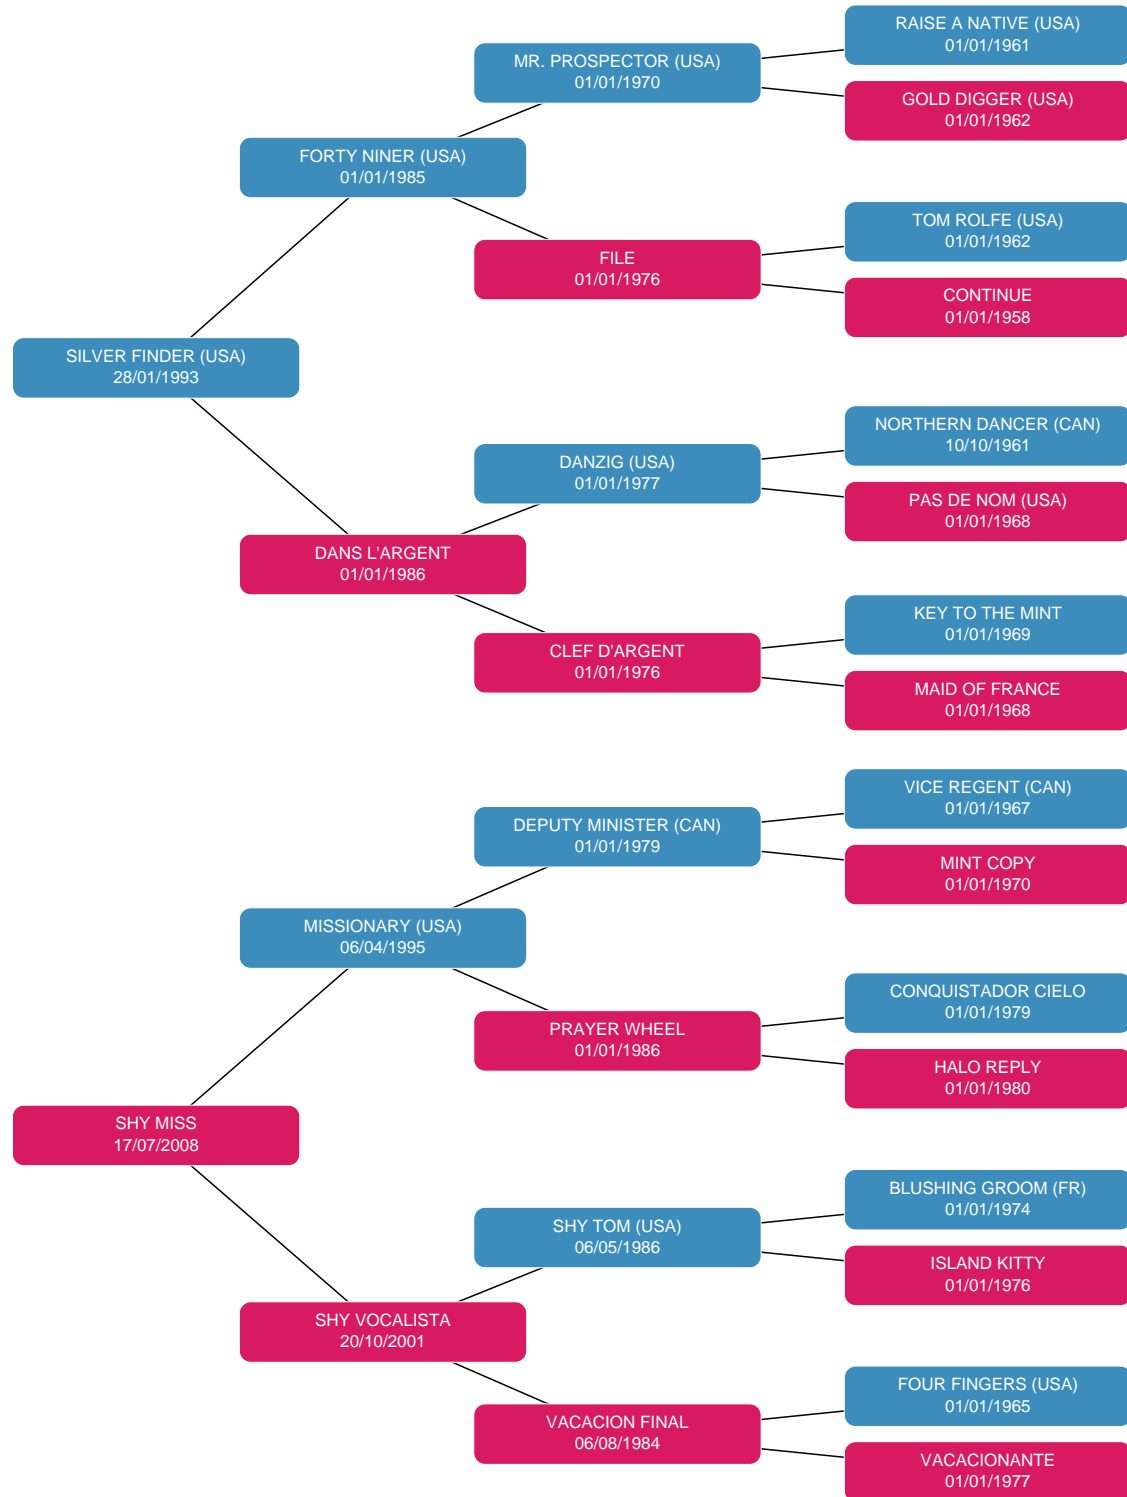 RAISE A NATIVE (USA)
01/01/1961
MR. PROSPECTOR (USA)
01/01/1970
GOLD DIGGER (USA)
01/01/1962
FORTY NINER (USA)
01/01/1985
TOM ROLFE (USA)
01/01/1962
FILE
01/01/1976
CONTINUE
01/01/1958
SILVER FINDER (USA)
28/01/1993
NORTHERN DANCER (CAN)
10/10/1961
DANZIG (USA)
01/01/1977
PAS DE NOM (USA)
01/01/1968
DANS L'ARGENT
01/01/1986
KEY TO THE MINT
01/01/1969
CLEF D'ARGENT
01/01/1976
MAID OF FRANCE
01/01/1968
VICE REGENT (CAN)
01/01/1967
DEPUTY MINISTER (CAN)
01/01/1979
MINT COPY
01/01/1970
MISSIONARY (USA)
06/04/1995
CONQUISTADOR CIELO
01/01/1979
PRAYER WHEEL
01/01/1986
HALO REPLY
01/01/1980
SHY MISS
17/07/2008
BLUSHING GROOM (FR)
01/01/1974
SHY TOM (USA)
06/05/1986
ISLAND KITTY
01/01/1976
SHY VOCALISTA
20/10/2001
FOUR FINGERS (USA)
01/01/1965
VACACION FINAL
06/08/1984
VACACIONANTE
01/01/1977